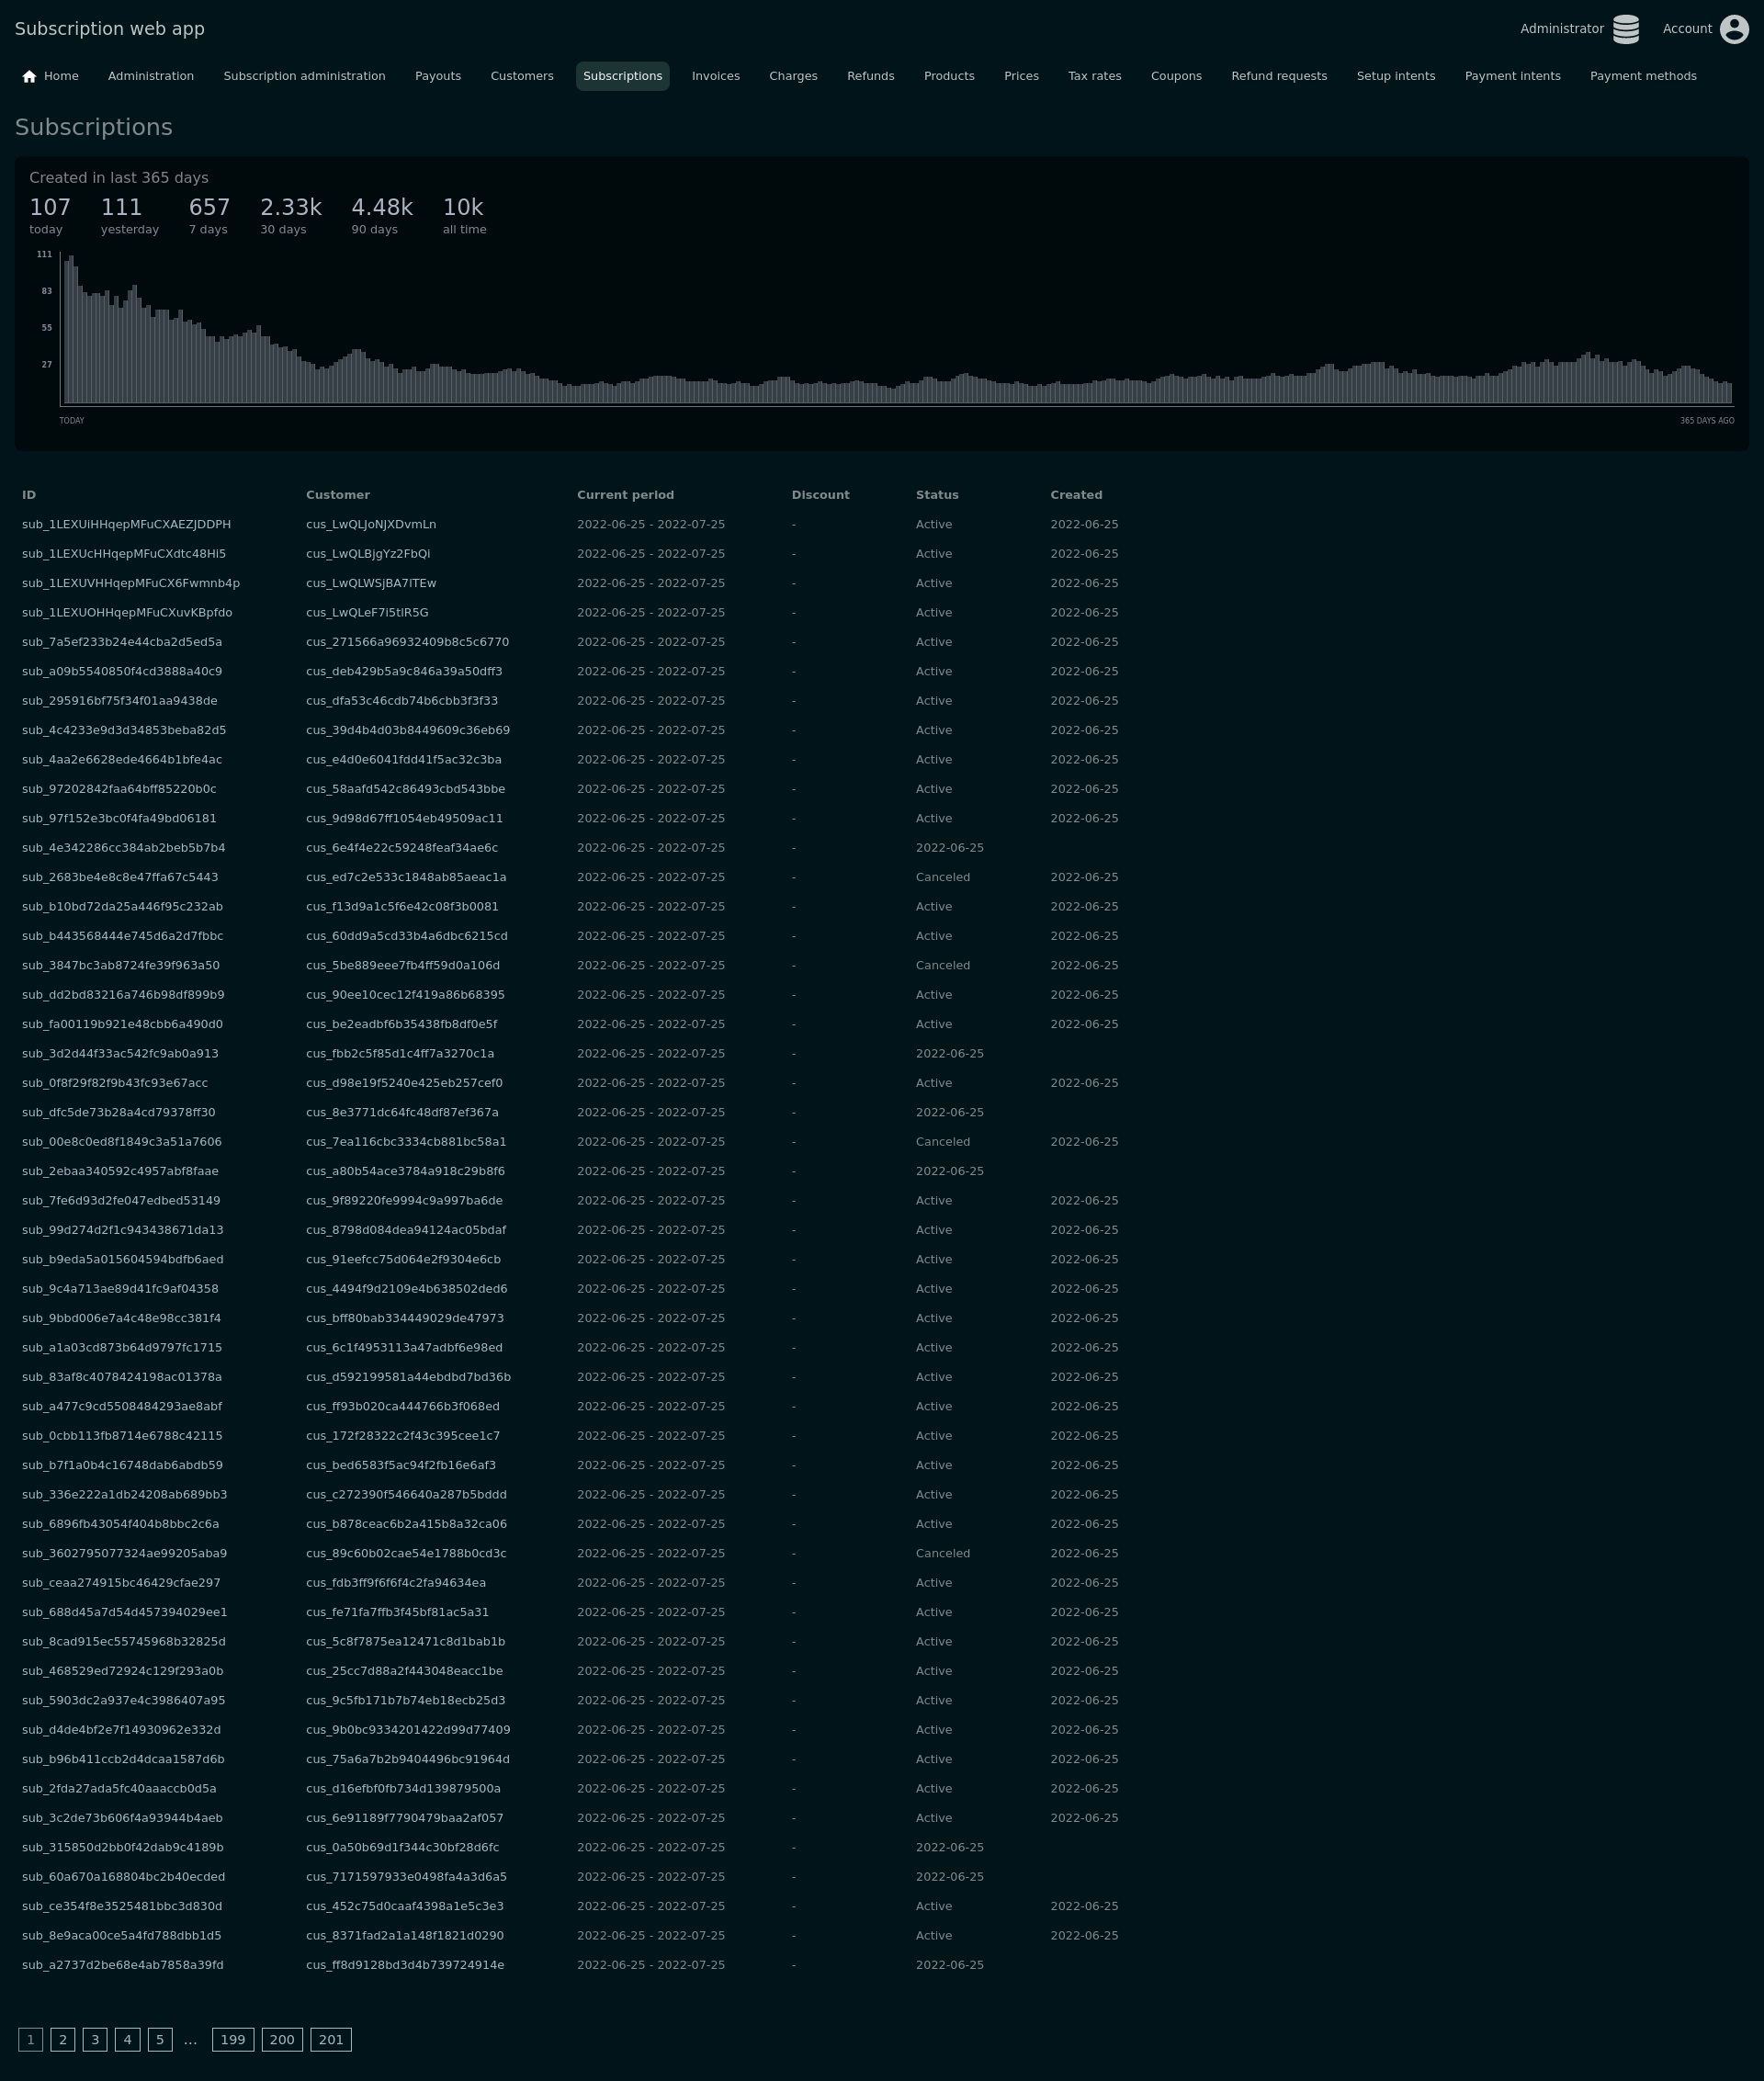 Subscription web app Administrator Account
Home Administration Subscription administration Payouts Customers Subscriptions Invoices Charges Refunds Products Prices Tax rates Coupons Refund requests Setup intents Payment intents Payment methods
Subscriptions
Created in last 365 days
107 111 657 2.33k 4.48k 10k
today yesterday 7 days 30 days 90 days all time
111
83
55
27
TODAY 365 DAYS AGO
ID Customer Current period Discount Status Created
sub_1LEXUiHHqepMFuCXAEZJDDPH cus_LwQLJoNJXDvmLn 2022-06-25 - 2022-07-25 - Active 2022-06-25
sub_1LEXUcHHqepMFuCXdtc48Hi5 cus_LwQLBjgYz2FbQi 2022-06-25 - 2022-07-25 - Active 2022-06-25
sub_1LEXUVHHqepMFuCX6Fwmnb4p cus_LwQLWSjBA7lTEw 2022-06-25 - 2022-07-25 - Active 2022-06-25
sub_1LEXUOHHqepMFuCXuvKBpfdo cus_LwQLeF7i5tlR5G 2022-06-25 - 2022-07-25 - Active 2022-06-25
sub_7a5ef233b24e44cba2d5ed5a cus_271566a96932409b8c5c6770 2022-06-25 - 2022-07-25 - Active 2022-06-25
sub_a09b5540850f4cd3888a40c9 cus_deb429b5a9c846a39a50dff3 2022-06-25 - 2022-07-25 - Active 2022-06-25
sub_295916bf75f34f01aa9438de cus_dfa53c46cdb74b6cbb3f3f33 2022-06-25 - 2022-07-25 - Active 2022-06-25
sub_4c4233e9d3d34853beba82d5 cus_39d4b4d03b8449609c36eb69 2022-06-25 - 2022-07-25 - Active 2022-06-25
sub_4aa2e6628ede4664b1bfe4ac cus_e4d0e6041fdd41f5ac32c3ba 2022-06-25 - 2022-07-25 - Active 2022-06-25
sub_97202842faa64bff85220b0c cus_58aafd542c86493cbd543bbe 2022-06-25 - 2022-07-25 - Active 2022-06-25
sub_97f152e3bc0f4fa49bd06181 cus_9d98d67ff1054eb49509ac11 2022-06-25 - 2022-07-25 - Active 2022-06-25
sub_4e342286cc384ab2beb5b7b4 cus_6e4f4e22c59248feaf34ae6c 2022-06-25 - 2022-07-25 - 2022-06-25
sub_2683be4e8c8e47ffa67c5443 cus_ed7c2e533c1848ab85aeac1a 2022-06-25 - 2022-07-25 - Canceled 2022-06-25
sub_b10bd72da25a446f95c232ab cus_f13d9a1c5f6e42c08f3b0081 2022-06-25 - 2022-07-25 - Active 2022-06-25
sub_b443568444e745d6a2d7fbbc cus_60dd9a5cd33b4a6dbc6215cd 2022-06-25 - 2022-07-25 - Active 2022-06-25
sub_3847bc3ab8724fe39f963a50 cus_5be889eee7fb4ff59d0a106d 2022-06-25 - 2022-07-25 - Canceled 2022-06-25
sub_dd2bd83216a746b98df899b9 cus_90ee10cec12f419a86b68395 2022-06-25 - 2022-07-25 - Active 2022-06-25
sub_fa00119b921e48cbb6a490d0 cus_be2eadbf6b35438fb8df0e5f 2022-06-25 - 2022-07-25 - Active 2022-06-25
sub_3d2d44f33ac542fc9ab0a913 cus_fbb2c5f85d1c4ff7a3270c1a 2022-06-25 - 2022-07-25 - 2022-06-25
sub_0f8f29f82f9b43fc93e67acc cus_d98e19f5240e425eb257cef0 2022-06-25 - 2022-07-25 - Active 2022-06-25
sub_dfc5de73b28a4cd79378ff30 cus_8e3771dc64fc48df87ef367a 2022-06-25 - 2022-07-25 - 2022-06-25
sub_00e8c0ed8f1849c3a51a7606 cus_7ea116cbc3334cb881bc58a1 2022-06-25 - 2022-07-25 - Canceled 2022-06-25
sub_2ebaa340592c4957abf8faae cus_a80b54ace3784a918c29b8f6 2022-06-25 - 2022-07-25 - 2022-06-25
sub_7fe6d93d2fe047edbed53149 cus_9f89220fe9994c9a997ba6de 2022-06-25 - 2022-07-25 - Active 2022-06-25
sub_99d274d2f1c943438671da13 cus_8798d084dea94124ac05bdaf 2022-06-25 - 2022-07-25 - Active 2022-06-25
sub_b9eda5a015604594bdfb6aed cus_91eefcc75d064e2f9304e6cb 2022-06-25 - 2022-07-25 - Active 2022-06-25
sub_9c4a713ae89d41fc9af04358 cus_4494f9d2109e4b638502ded6 2022-06-25 - 2022-07-25 - Active 2022-06-25
sub_9bbd006e7a4c48e98cc381f4 cus_bff80bab334449029de47973 2022-06-25 - 2022-07-25 - Active 2022-06-25
sub_a1a03cd873b64d9797fc1715 cus_6c1f4953113a47adbf6e98ed 2022-06-25 - 2022-07-25 - Active 2022-06-25
sub_83af8c4078424198ac01378a cus_d592199581a44ebdbd7bd36b 2022-06-25 - 2022-07-25 - Active 2022-06-25
sub_a477c9cd5508484293ae8abf cus_ff93b020ca444766b3f068ed 2022-06-25 - 2022-07-25 - Active 2022-06-25
sub_0cbb113fb8714e6788c42115 cus_172f28322c2f43c395cee1c7 2022-06-25 - 2022-07-25 - Active 2022-06-25
sub_b7f1a0b4c16748dab6abdb59 cus_bed6583f5ac94f2fb16e6af3 2022-06-25 - 2022-07-25 - Active 2022-06-25
sub_336e222a1db24208ab689bb3 cus_c272390f546640a287b5bddd 2022-06-25 - 2022-07-25 - Active 2022-06-25
sub_6896fb43054f404b8bbc2c6a cus_b878ceac6b2a415b8a32ca06 2022-06-25 - 2022-07-25 - Active 2022-06-25
sub_3602795077324ae99205aba9 cus_89c60b02cae54e1788b0cd3c 2022-06-25 - 2022-07-25 - Canceled 2022-06-25
sub_ceaa274915bc46429cfae297 cus_fdb3ff9f6f6f4c2fa94634ea 2022-06-25 - 2022-07-25 - Active 2022-06-25
sub_688d45a7d54d457394029ee1 cus_fe71fa7ffb3f45bf81ac5a31 2022-06-25 - 2022-07-25 - Active 2022-06-25
sub_8cad915ec55745968b32825d cus_5c8f7875ea12471c8d1bab1b 2022-06-25 - 2022-07-25 - Active 2022-06-25
sub_468529ed72924c129f293a0b cus_25cc7d88a2f443048eacc1be 2022-06-25 - 2022-07-25 - Active 2022-06-25
sub_5903dc2a937e4c3986407a95 cus_9c5fb171b7b74eb18ecb25d3 2022-06-25 - 2022-07-25 - Active 2022-06-25
sub_d4de4bf2e7f14930962e332d cus_9b0bc9334201422d99d77409 2022-06-25 - 2022-07-25 - Active 2022-06-25
sub_b96b411ccb2d4dcaa1587d6b cus_75a6a7b2b9404496bc91964d 2022-06-25 - 2022-07-25 - Active 2022-06-25
sub_2fda27ada5fc40aaaccb0d5a cus_d16efbf0fb734d139879500a 2022-06-25 - 2022-07-25 - Active 2022-06-25
sub_3c2de73b606f4a93944b4aeb cus_6e91189f7790479baa2af057 2022-06-25 - 2022-07-25 - Active 2022-06-25
sub_315850d2bb0f42dab9c4189b cus_0a50b69d1f344c30bf28d6fc 2022-06-25 - 2022-07-25 - 2022-06-25
sub_60a670a168804bc2b40ecded cus_7171597933e0498fa4a3d6a5 2022-06-25 - 2022-07-25 - 2022-06-25
sub_ce354f8e3525481bbc3d830d cus_452c75d0caaf4398a1e5c3e3 2022-06-25 - 2022-07-25 - Active 2022-06-25
sub_8e9aca00ce5a4fd788dbb1d5 cus_8371fad2a1a148f1821d0290 2022-06-25 - 2022-07-25 - Active 2022-06-25
sub_a2737d2be68e4ab7858a39fd cus_ff8d9128bd3d4b739724914e 2022-06-25 - 2022-07-25 - 2022-06-25
1 2 3 4 5 ... 199 200 201